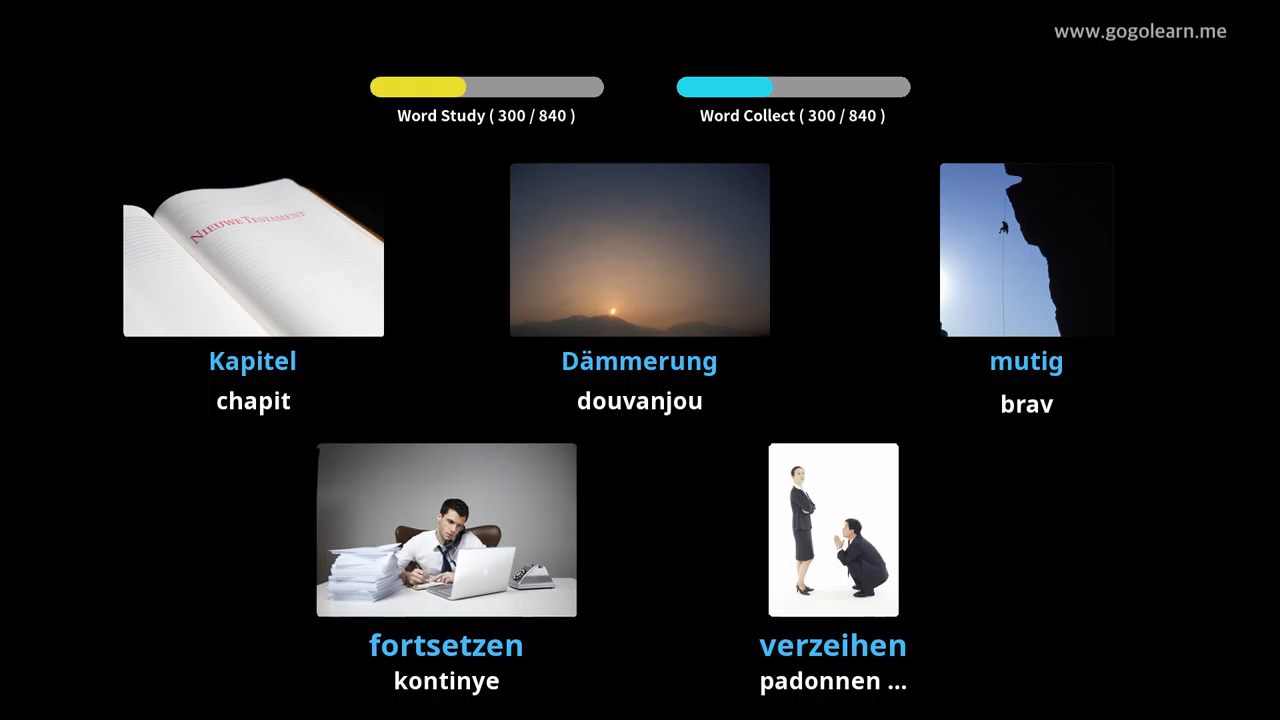 www.gogolearn.me
Word Study ( 300 / 840 )
Word Collect ( 300 / 840 )
NIEUWE TESTAMENT
Kapitel
chapit
Dämmerung
douvanjou
mutig
brav
fortsetzen
kontinye
verzeihen
padonnen ...